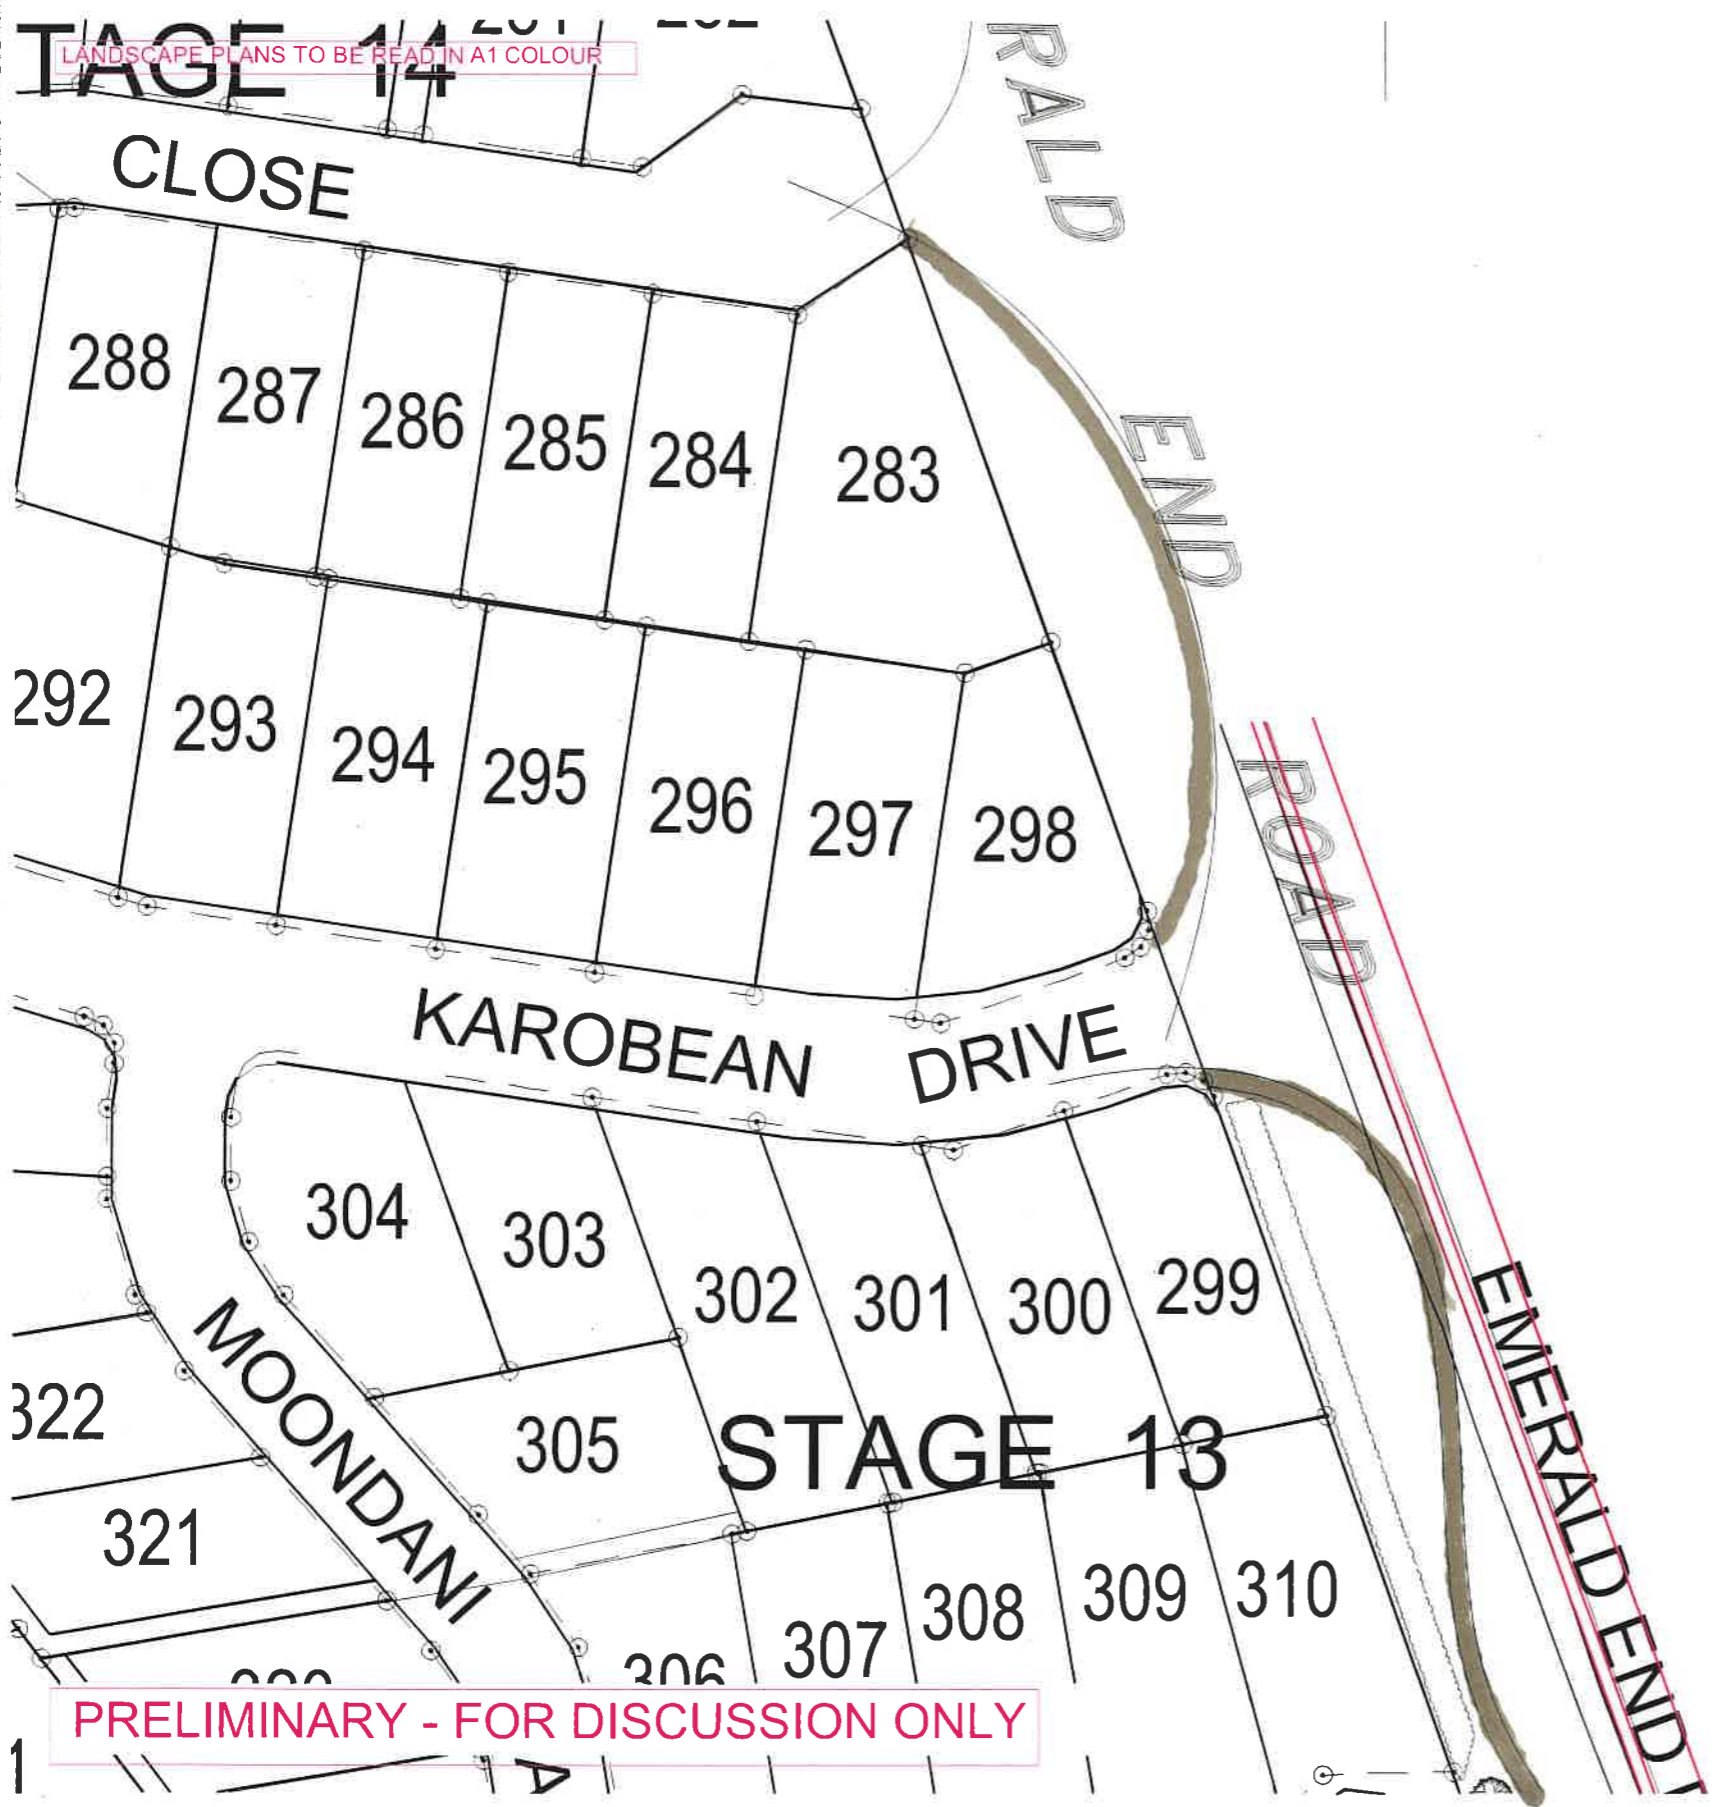 TAGE 14
LANDSCAPE PLANS TO BE READ IN A1 COLOUR
CLOSE
RALD
END
ROAD
288
287
286
285
284
283
292
293
294
295
296
297
298
KAROBEAN DRIVE
304
303
302
301
300
299
MOONDANI
322
305
STAGE 13
321
306
307
308
309
310
EMERALD END
PRELIMINARY - FOR DISCUSSION ONLY
1
A